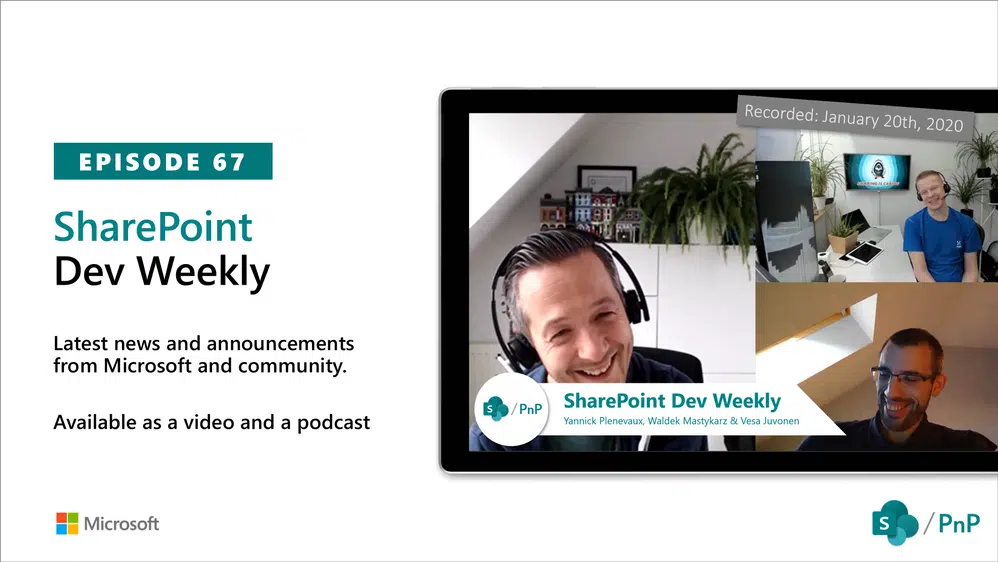 EPISODE 67
SharePoint
Dev Weekly
Latest news and announcements
from Microsoft and community.
Available as a video and a podcast
Microsoft
Recorded: January 20th, 2020
S / PnP
SharePoint Dev Weekly
Yannick Plenevaux, Waldek Mastykarz & Vesa Juvonen
S / PnP